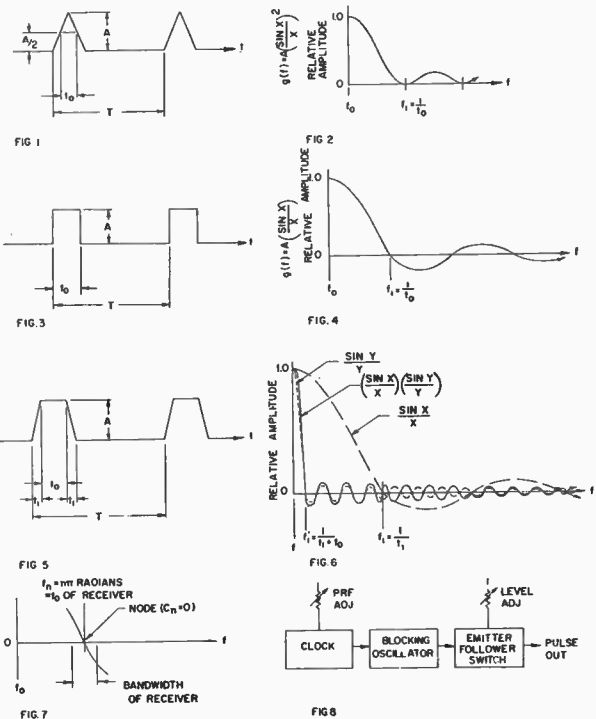 A/2
A
t
t₀
T
FIG 1
g(f)=A(SIN X/X)²
RELATIVE AMPLITUDE
1.0
0
f
f₀
f₁=1/t₀
FIG 2
A
t
t₀
T
FIG.3
g(f)=A(SIN X/X)
RELATIVE AMPLITUDE
1.0
0
f
f₀
f₁=1/t₀
FIG. 4
A
t
t₀
t₁
t₁
T
FIG 5
RELATIVE AMPLITUDE
1.0
0
SIN Y/Y
(SIN X/X)(SIN Y/Y)
SIN X/X
f
f
f₁=1/t₁+t₀
f₁=1/t₁
FIG.6
fₙ=nπ RADIANS
=f₀ OF RECEIVER
NODE (Cₙ=0)
0
f
f₀
BANDWIDTH
OF RECEIVER
FIG.7
PRF
ADJ
LEVEL
ADJ
CLOCK
BLOCKING
OSCILLATOR
EMITTER
FOLLOWER
SWITCH
PULSE
OUT
FIG8